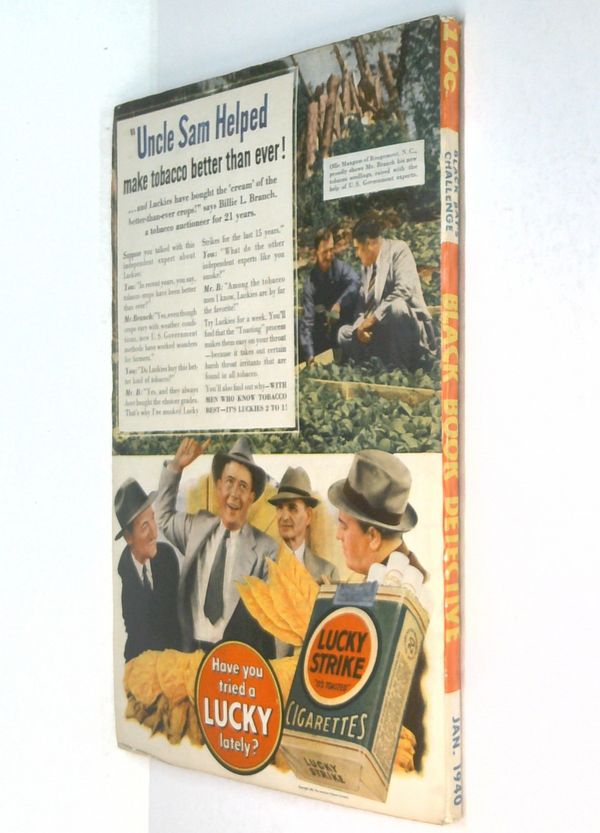 "Uncle Sam Helped
make tobacco better than ever!
...and Luckies have bought the 'cream' of the
better-than-ever crops!" says Billie L. Branch,
a tobacco auctioneer for 21 years.
Suppose you talked with this
independent expert about
Luckies:
You: "In recent years, you say,
tobacco crops have been better
than ever?"
Mr. Branch: "Yes, even though
crops vary with weather condi-
tions, new U.S. Government
methods have worked wonders
for farmers."
You: "Do Luckies buy this bet-
ter kind of tobacco?"
Mr. B: "Yes, and they always
have bought the choicer grades.
That's why I've smoked Lucky
Strikes for the last 15 years."
You: "What do the other
independent experts like you
smoke?"
Mr. B: "Among the tobacco
men I know, Luckies are by far
the favorite!"
Try Luckies for a week. You'll
find that the "Toasting" process
makes them easy on your throat
—because it takes out certain
harsh throat irritants that are
found in all tobacco.
You'll also find out why—WITH
MEN WHO KNOW TOBACCO
BEST—IT'S LUCKIES 2 TO 1!
Ollie Mangum of Rougemont, N.C.,
proudly shows Mr. Branch his new
tobacco seedlings, raised with the
help of U.S. Government experts.
Have you
tried a
LUCKY
lately?
LUCKY
STRIKE
"IT'S TOASTED"
CIGARETTES
LUCKY
STRIKE
10¢
BLACK BAT'S
CHALLENGE
BLACK BOOK DETECTIVE
JAN. 1940